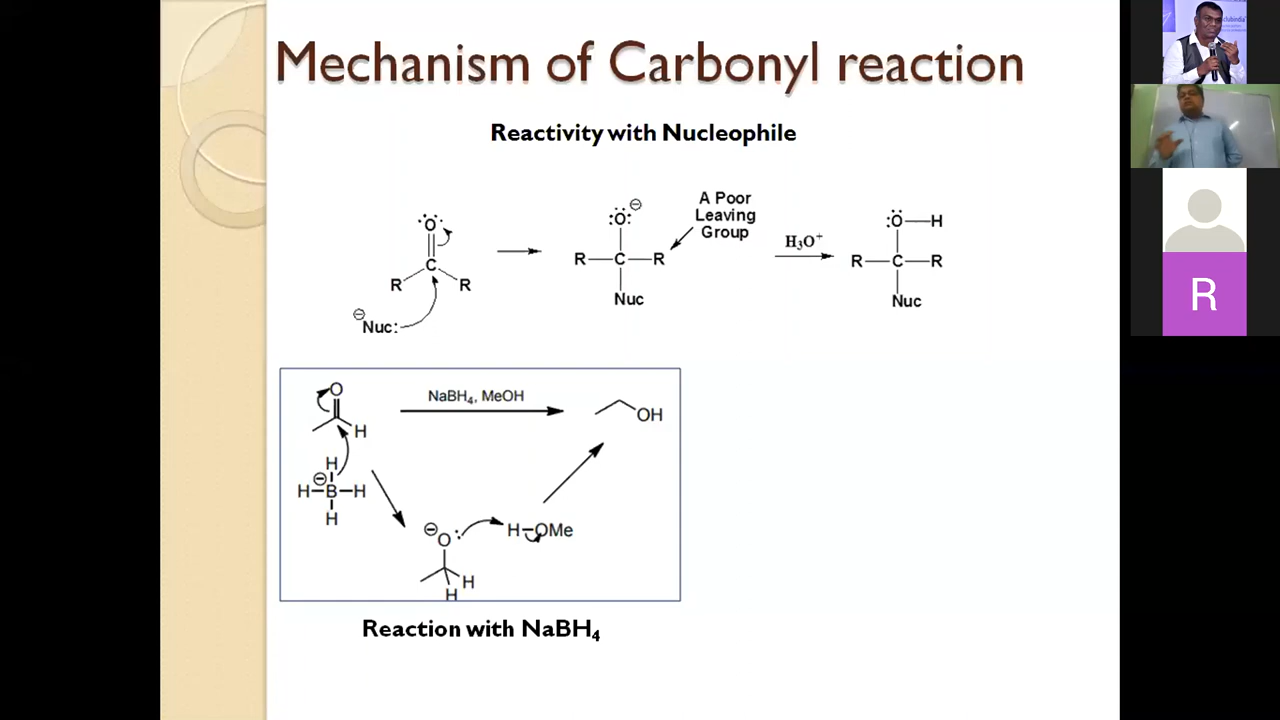 Mechanism of Carbonyl reaction
Reactivity with Nucleophile
A Poor
Leaving
Group
:Ö: ⊖
O
C
R R
⊖
Nuc:
R—C—R
Nuc
H₃O⁺
:Ö—H
R—C—R
Nuc
R
O
H
NaBH₄, MeOH
OH
H
⊖
H–B–H
H
⊖
O:
H–OMe
H
H
Reaction with NaBH₄